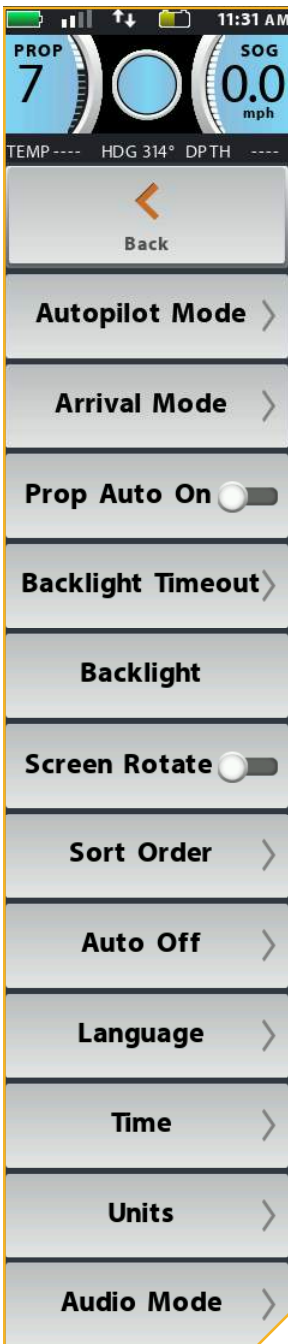 11:31 AM
PROP
7
SOG
0.0
mph
TEMP---- HDG 314° DPTH ----
Back
Autopilot Mode
Arrival Mode
Prop Auto On
Backlight Timeout
Backlight
Screen Rotate
Sort Order
Auto Off
Language
Time
Units
Audio Mode